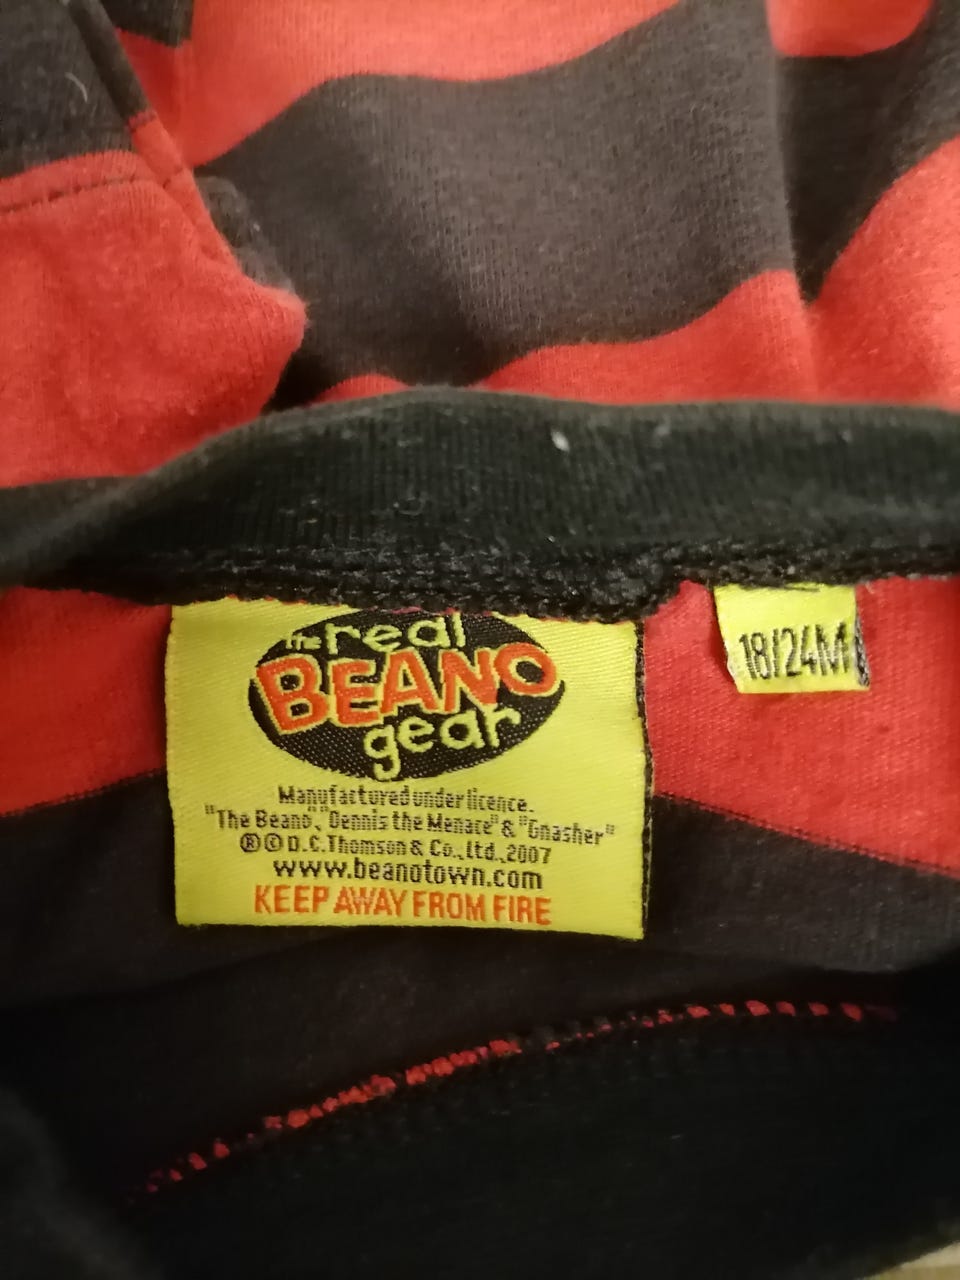 the real
BEANO
gear
Manufactured under licence.
"The Beano", "Dennis the Menace" & "Gnasher"
®© D.C. Thomson & Co., Ltd., 2007
www.beanotown.com
KEEP AWAY FROM FIRE
18/24M